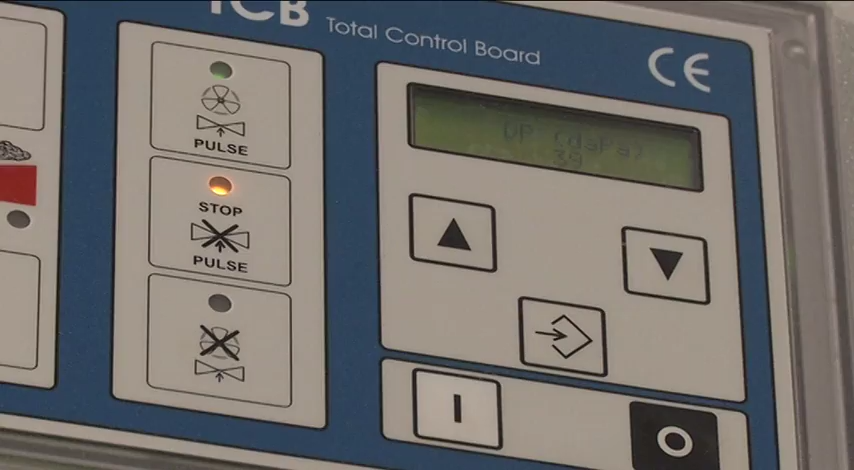 TCB Total Control Board
CE
PULSE
STOP
PULSE
DP (daPa)
39
I
O